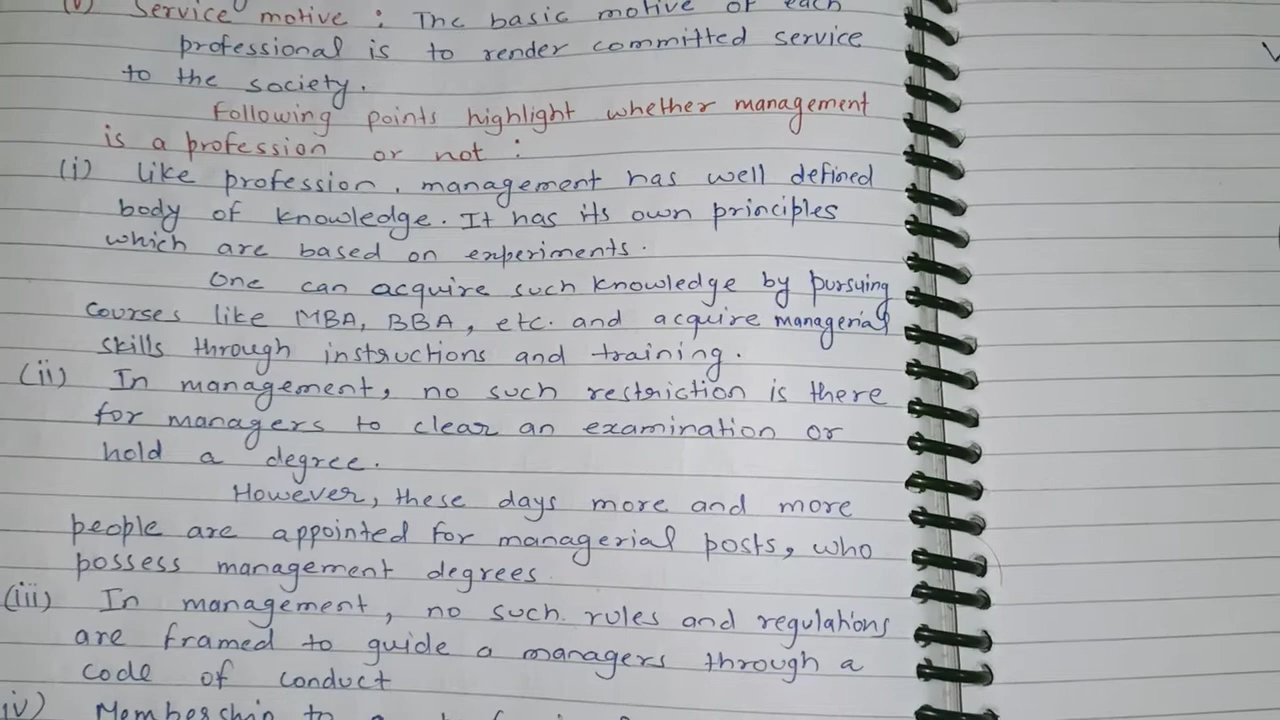 (v) Service motive : The basic motive of each
professional is to render committed service
to the society.
Following points highlight whether management
is a profession or not :
(i) Like profession, management has well defined
body of knowledge. It has its own principles
which are based on experiments.
One can acquire such knowledge by pursuing
courses like MBA, BBA, etc. and acquire managerial
skills through instructions and training.
(ii) In management, no such restriction is there
for managers to clear an examination or
hold a degree.
However, these days more and more
people are appointed for managerial posts, who
possess management degrees.
(iii) In management, no such rules and regulations
are framed to guide a managers through a
code of conduct
iv) Membership to a